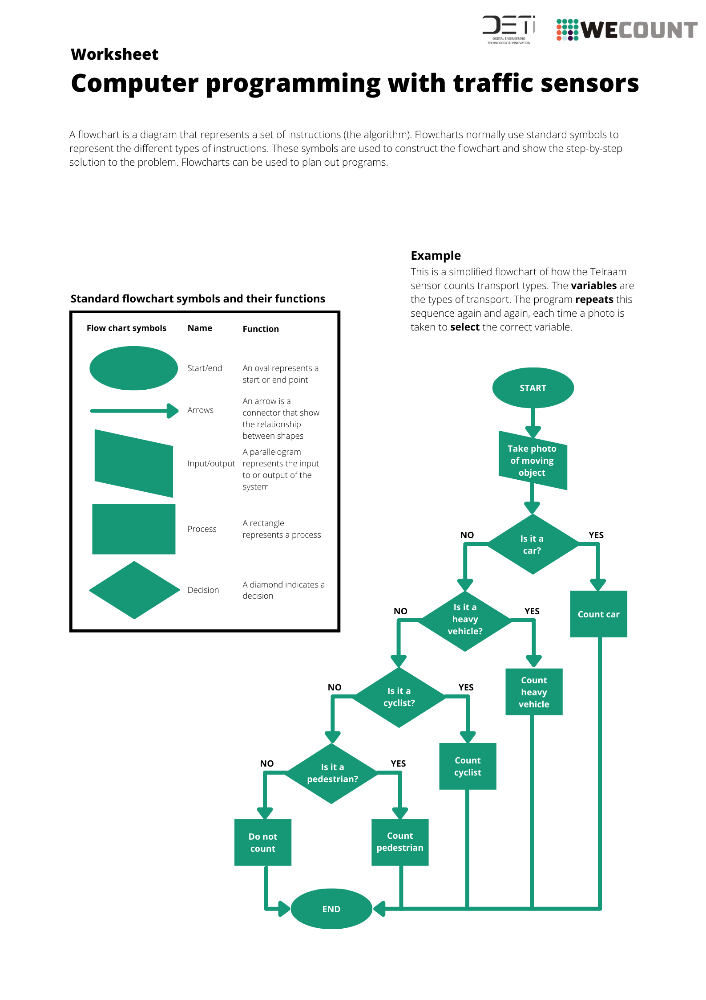 DETi
DIGITAL ENGINEERING
TECHNOLOGY & INNOVATION
WECOUNT
Worksheet
Computer programming with traffic sensors
A flowchart is a diagram that represents a set of instructions (the algorithm). Flowcharts normally use standard symbols to
represent the different types of instructions. These symbols are used to construct the flowchart and show the step-by-step
solution to the problem. Flowcharts can be used to plan out programs.
Standard flowchart symbols and their functions
Flow chart symbols
Name
Function
Start/end
An oval represents a
start or end point
Arrows
An arrow is a
connector that show
the relationship
between shapes
Input/output
A parallelogram
represents the input
to or output of the
system
Process
A rectangle
represents a process
Decision
A diamond indicates a
decision
Example
This is a simplified flowchart of how the Telraam
sensor counts transport types. The variables are
the types of transport. The program repeats this
sequence again and again, each time a photo is
taken to select the correct variable.
START
Take photo
of moving
object
Is it a
car?
NO
YES
Count car
Is it a
heavy
vehicle?
NO
YES
Count
heavy
vehicle
Is it a
cyclist?
NO
YES
Count
cyclist
Is it a
pedestrian?
NO
YES
Do not
count
Count
pedestrian
END